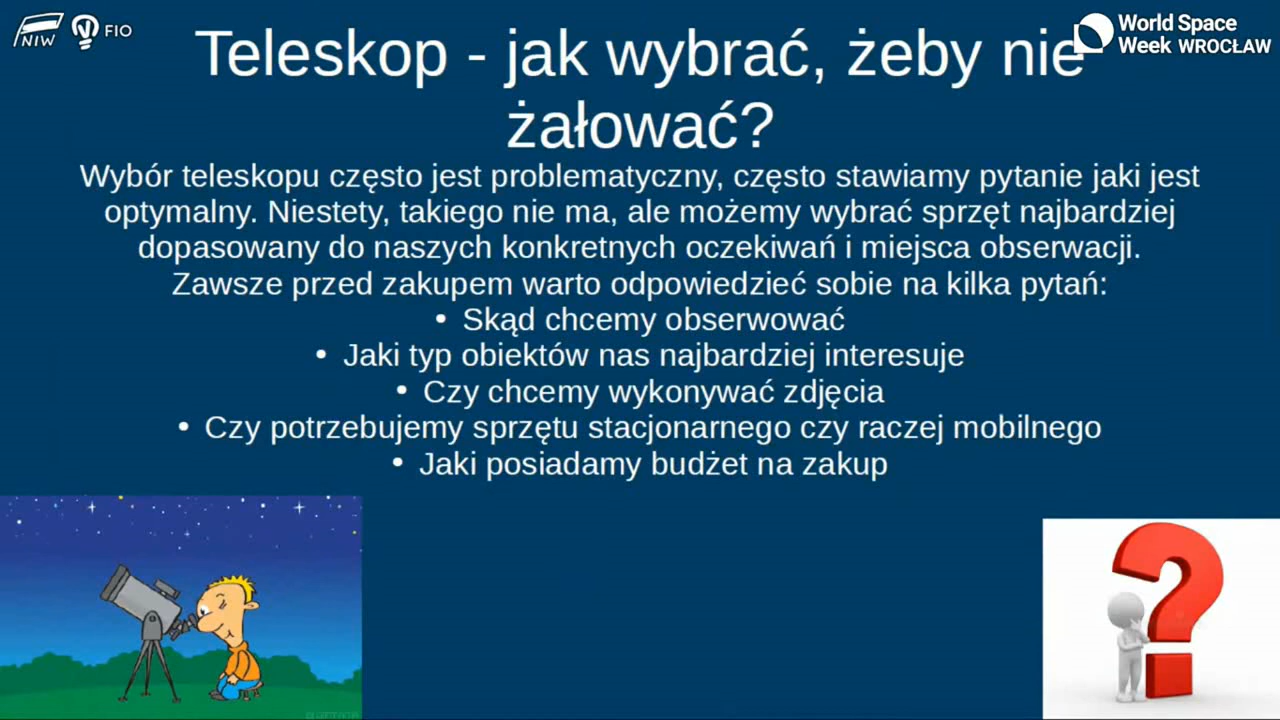 NIW FIO
World Space
Week WROCŁAW
Teleskop - jak wybrać, żeby nie
żałować?
Wybór teleskopu często jest problematyczny, często stawiamy pytanie jaki jest
optymalny. Niestety, takiego nie ma, ale możemy wybrać sprzęt najbardziej
dopasowany do naszych konkretnych oczekiwań i miejsca obserwacji.
Zawsze przed zakupem warto odpowiedzieć sobie na kilka pytań:
• Skąd chcemy obserwować
• Jaki typ obiektów nas najbardziej interesuje
• Czy chcemy wykonywać zdjęcia
• Czy potrzebujemy sprzętu stacjonarnego czy raczej mobilnego
• Jaki posiadamy budżet na zakup